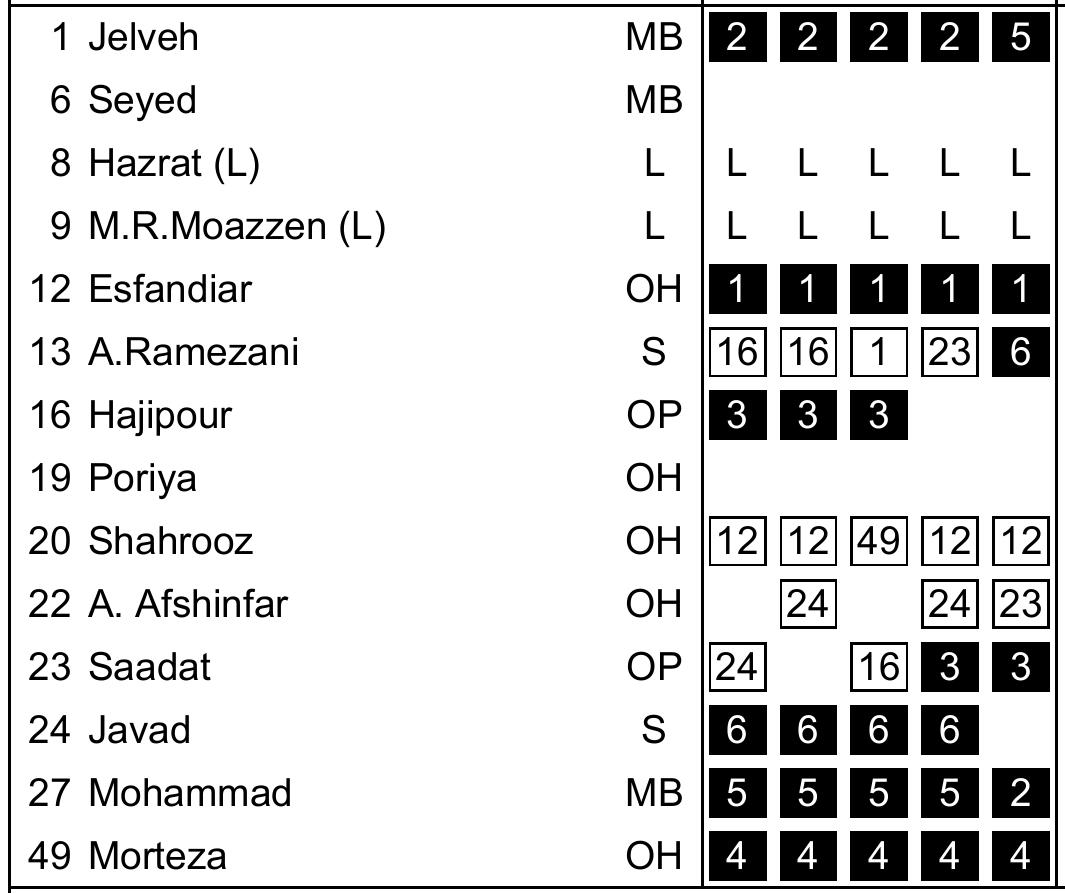 1 Jelveh MB 2 2 2 2 5
6 Seyed MB
8 Hazrat (L) L L L L L L
9 M.R.Moazzen (L) L L L L L L
12 Esfandiar OH 1 1 1 1 1
13 A.Ramezani S 16 16 1 23 6
16 Hajipour OP 3 3 3
19 Poriya OH
20 Shahrooz OH 12 12 49 12 12
22 A. Afshinfar OH 24 24 23
23 Saadat OP 24 16 3 3
24 Javad S 6 6 6 6
27 Mohammad MB 5 5 5 5 2
49 Morteza OH 4 4 4 4 4